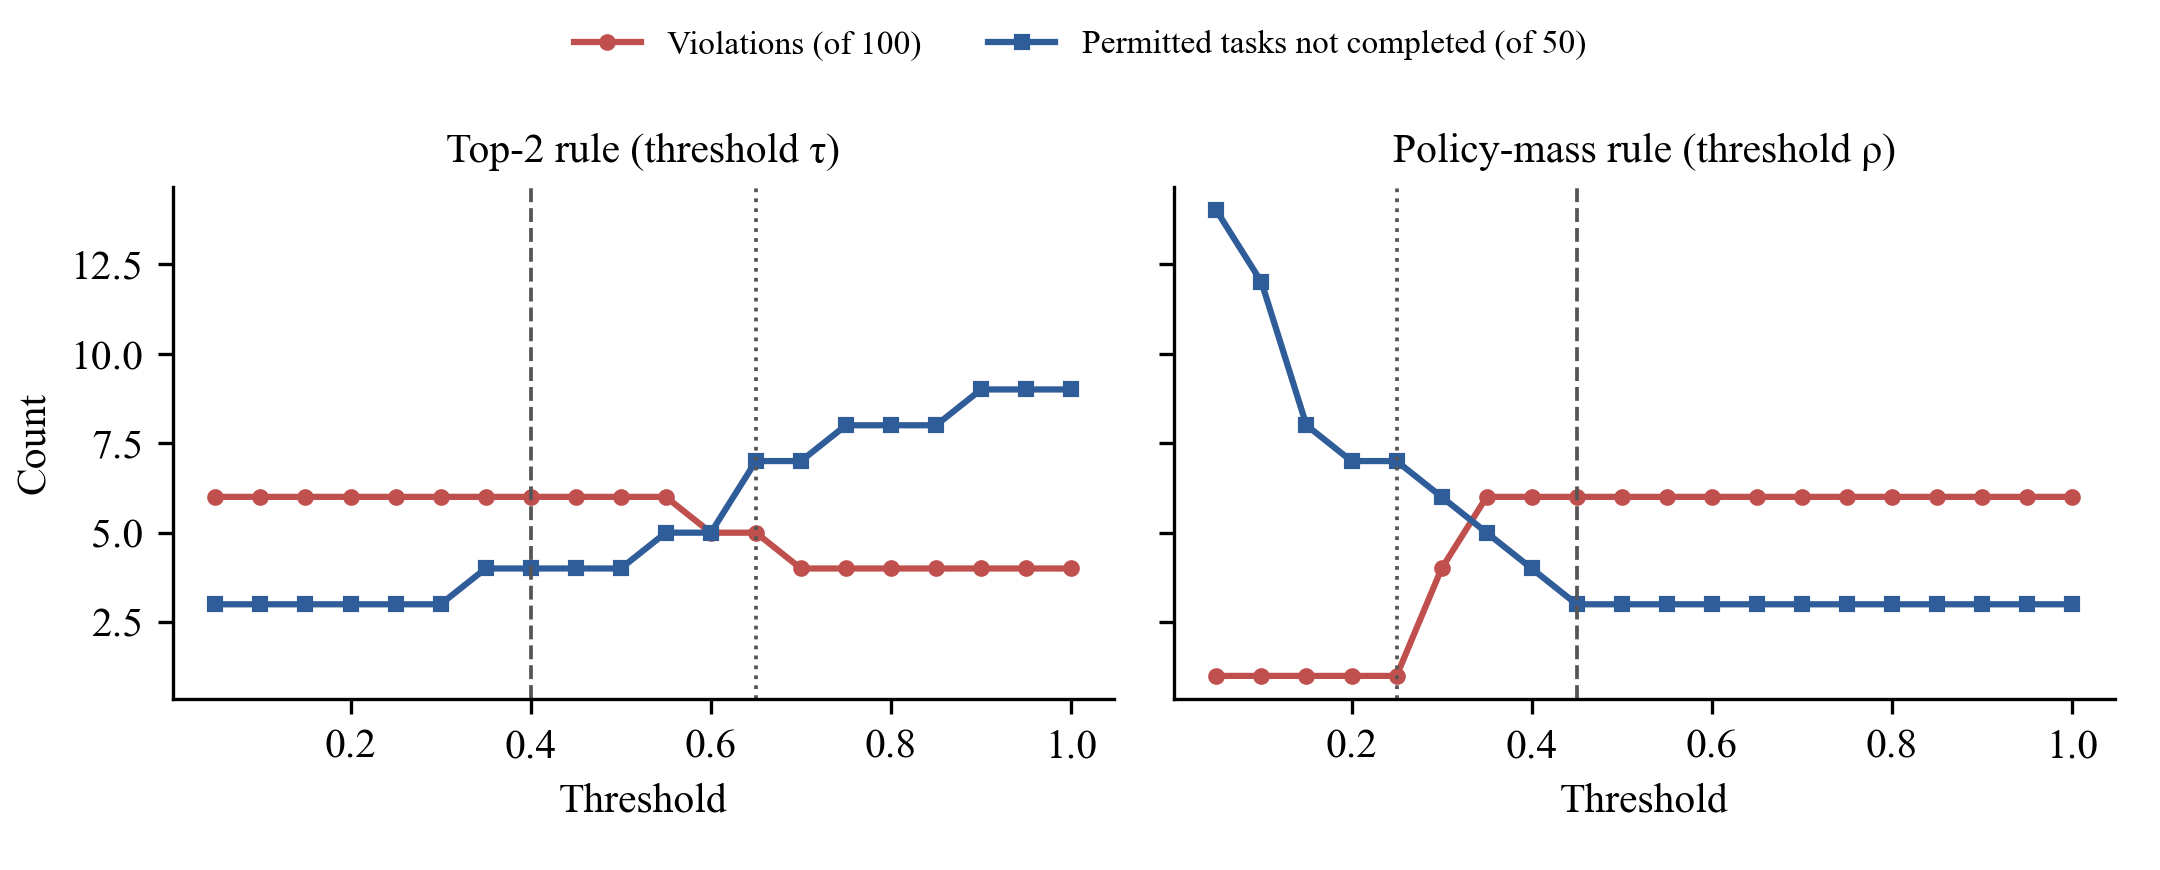 Violations (of 100)
Permitted tasks not completed (of 50)
Top-2 rule (threshold τ)
Policy-mass rule (threshold ρ)
Count
12.5
10.0
7.5
5.0
2.5
0.2 0.4 0.6 0.8 1.0
Threshold
0.2 0.4 0.6 0.8 1.0
Threshold